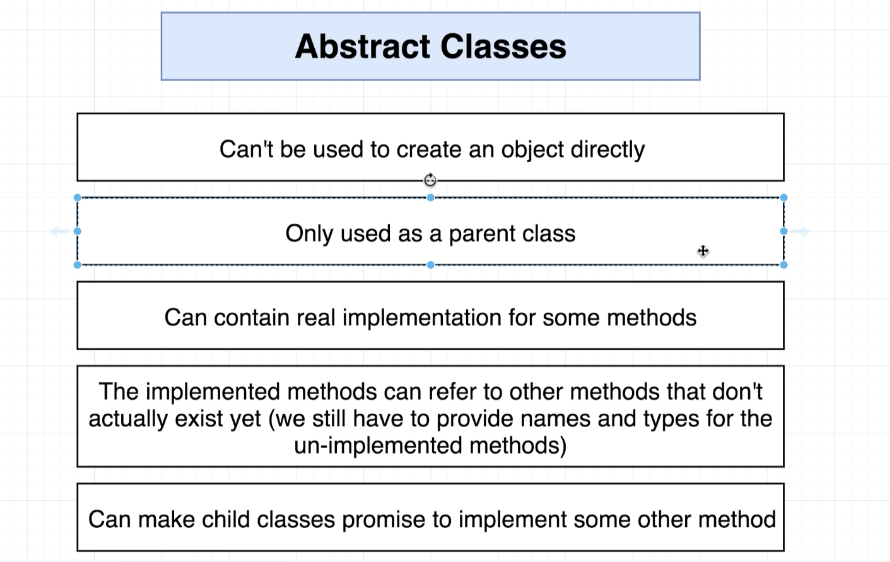 Abstract Classes
Can't be used to create an object directly
Only used as a parent class
Can contain real implementation for some methods
The implemented methods can refer to other methods that don't
actually exist yet (we still have to provide names and types for the
un-implemented methods)
Can make child classes promise to implement some other method